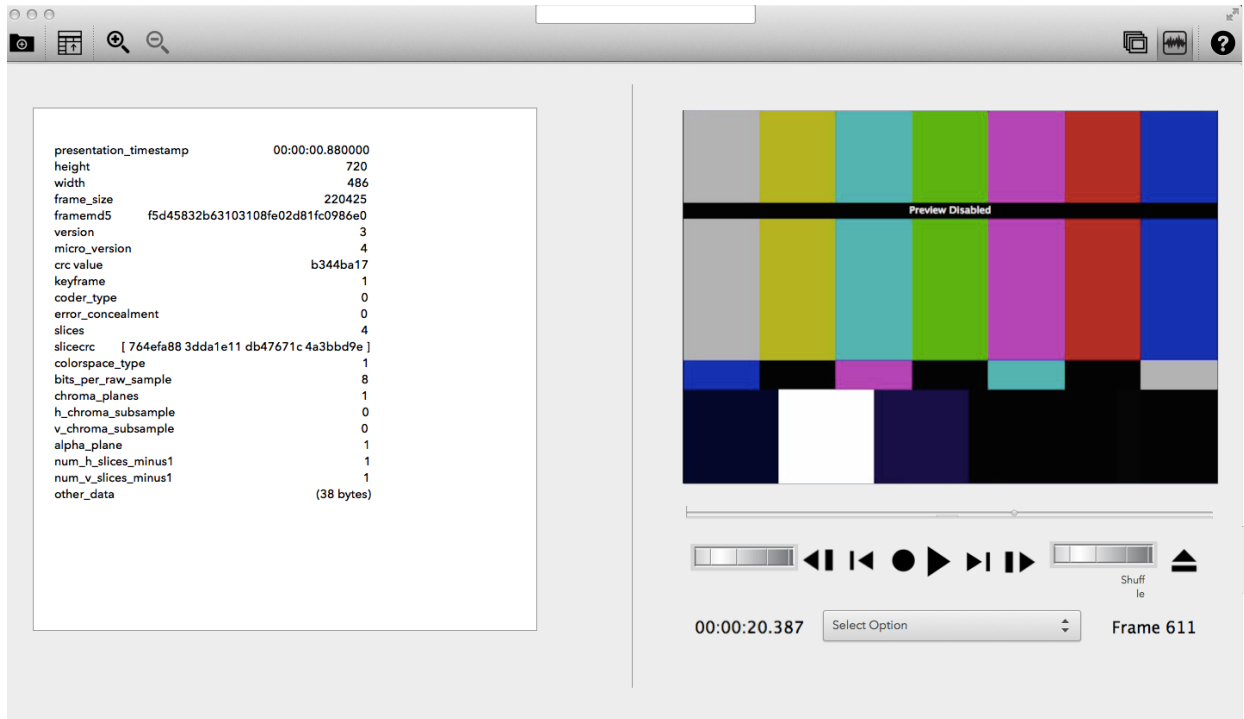 presentation_timestamp 00:00:00.880000
height 720
width 486
frame_size 220425
framemd5 f5d45832b63103108fe02d81fc0986e0
version 3
micro_version 4
crc value b344ba17
keyframe 1
coder_type 0
error_concealment 0
slices 4
slicecrc [ 764efa88 3dda1e11 db47671c 4a3bbd9e ]
colorspace_type 1
bits_per_raw_sample 8
chroma_planes 1
h_chroma_subsample 0
v_chroma_subsample 0
alpha_plane 1
num_h_slices_minus1 1
num_v_slices_minus1 1
other_data (38 bytes)
Preview Disabled
Shuff
le
00:00:20.387 Select Option Frame 611